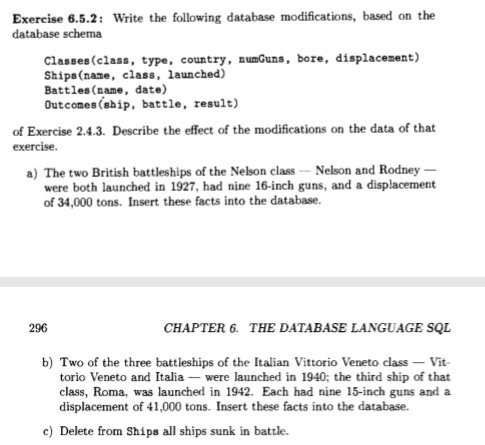 Exercise 6.5.2: Write the following database modifications, based on the
database schema
Classes(class, type, country, numGuns, bore, displacement)
Ships(name, class, launched)
Battles(name, date)
Outcomes(ship, battle, result)
of Exercise 2.4.3. Describe the effect of the modifications on the data of that
exercise.
a) The two British battleships of the Nelson class — Nelson and Rodney —
were both launched in 1927, had nine 16-inch guns, and a displacement
of 34,000 tons. Insert these facts into the database.
296 CHAPTER 6. THE DATABASE LANGUAGE SQL
b) Two of the three battleships of the Italian Vittorio Veneto class — Vit-
torio Veneto and Italia — were launched in 1940; the third ship of that
class, Roma, was launched in 1942. Each had nine 15-inch guns and a
displacement of 41,000 tons. Insert these facts into the database.
c) Delete from Ships all ships sunk in battle.